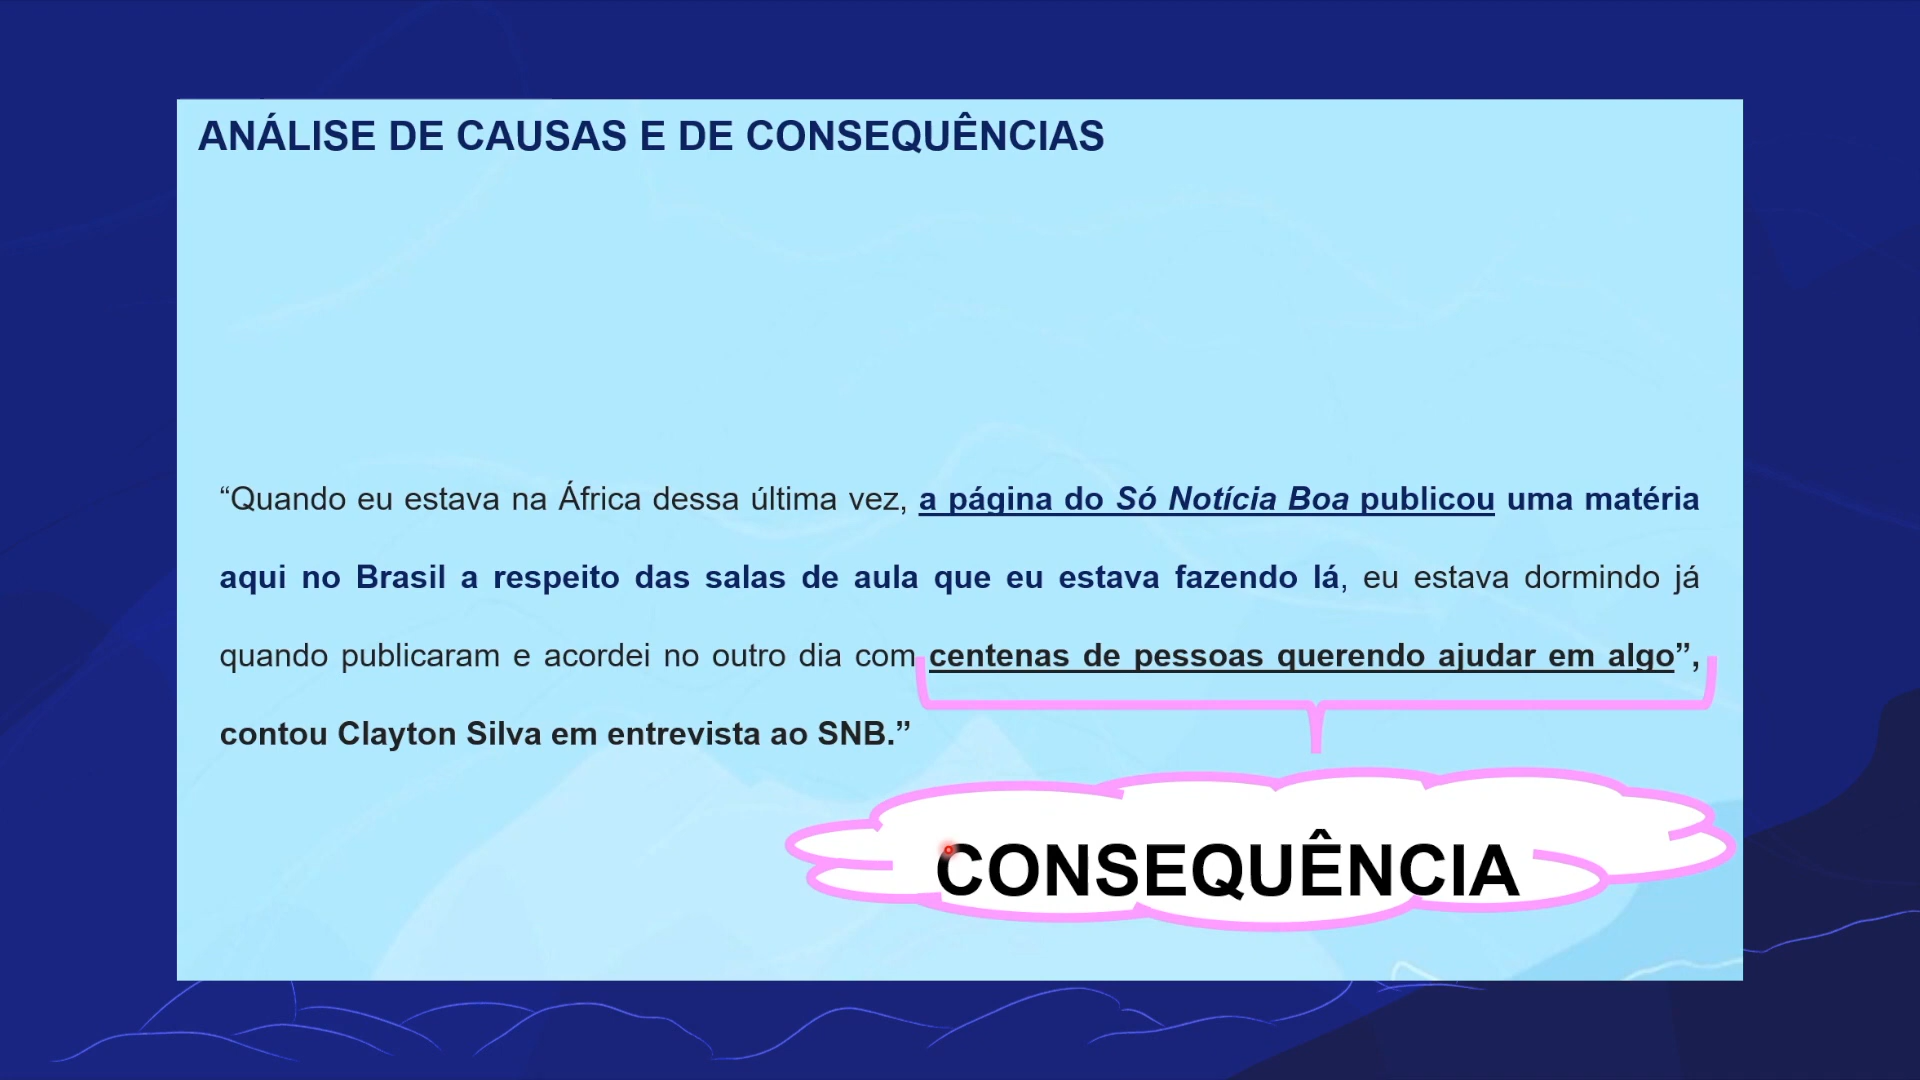 ANÁLISE DE CAUSAS E DE CONSEQUÊNCIAS
“Quando eu estava na África dessa última vez, a página do Só Notícia Boa publicou uma matéria
aqui no Brasil a respeito das salas de aula que eu estava fazendo lá, eu estava dormindo já
quando publicaram e acordei no outro dia com centenas de pessoas querendo ajudar em algo”,
contou Clayton Silva em entrevista ao SNB.”
CONSEQUÊNCIA